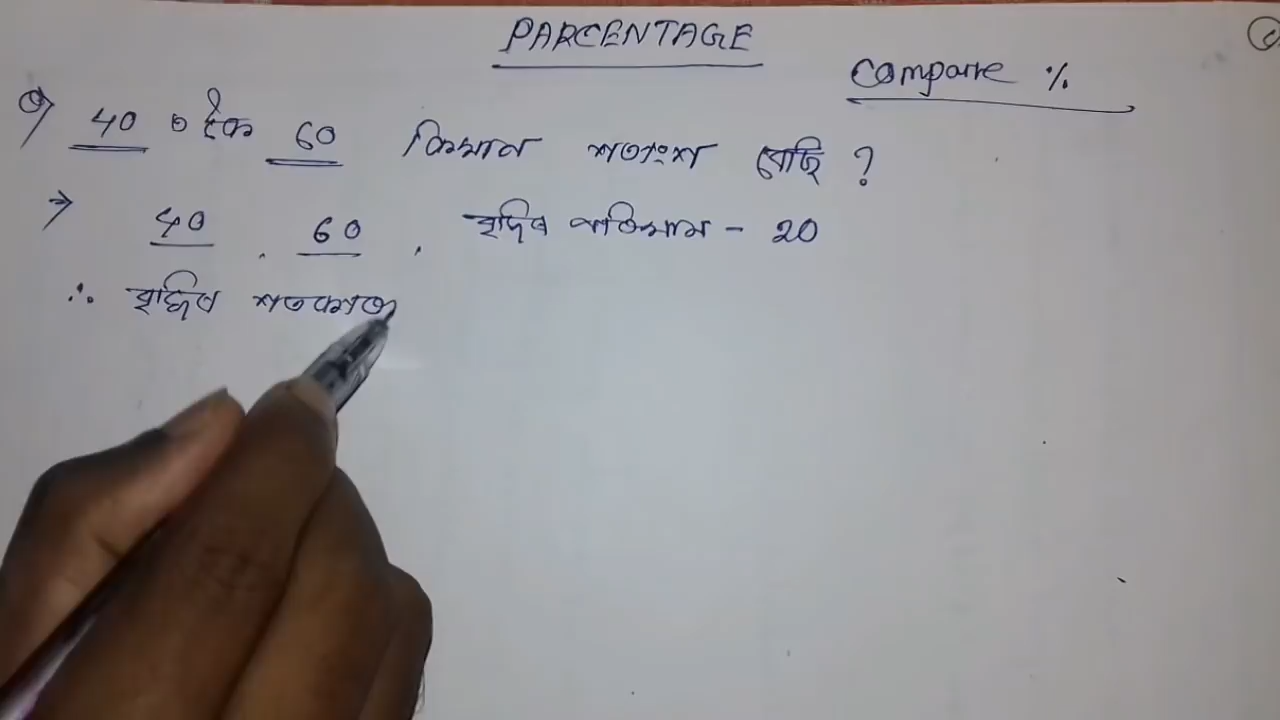 PARCENTAGE
Compare %
Q) 40 ত কৈ 60 কিমান শতাংশ বেছি ?
→ 40 . 60 , বৃদ্ধিৰ পৰিমাণ - 20
∴ বৃদ্ধিৰ শতকৰা